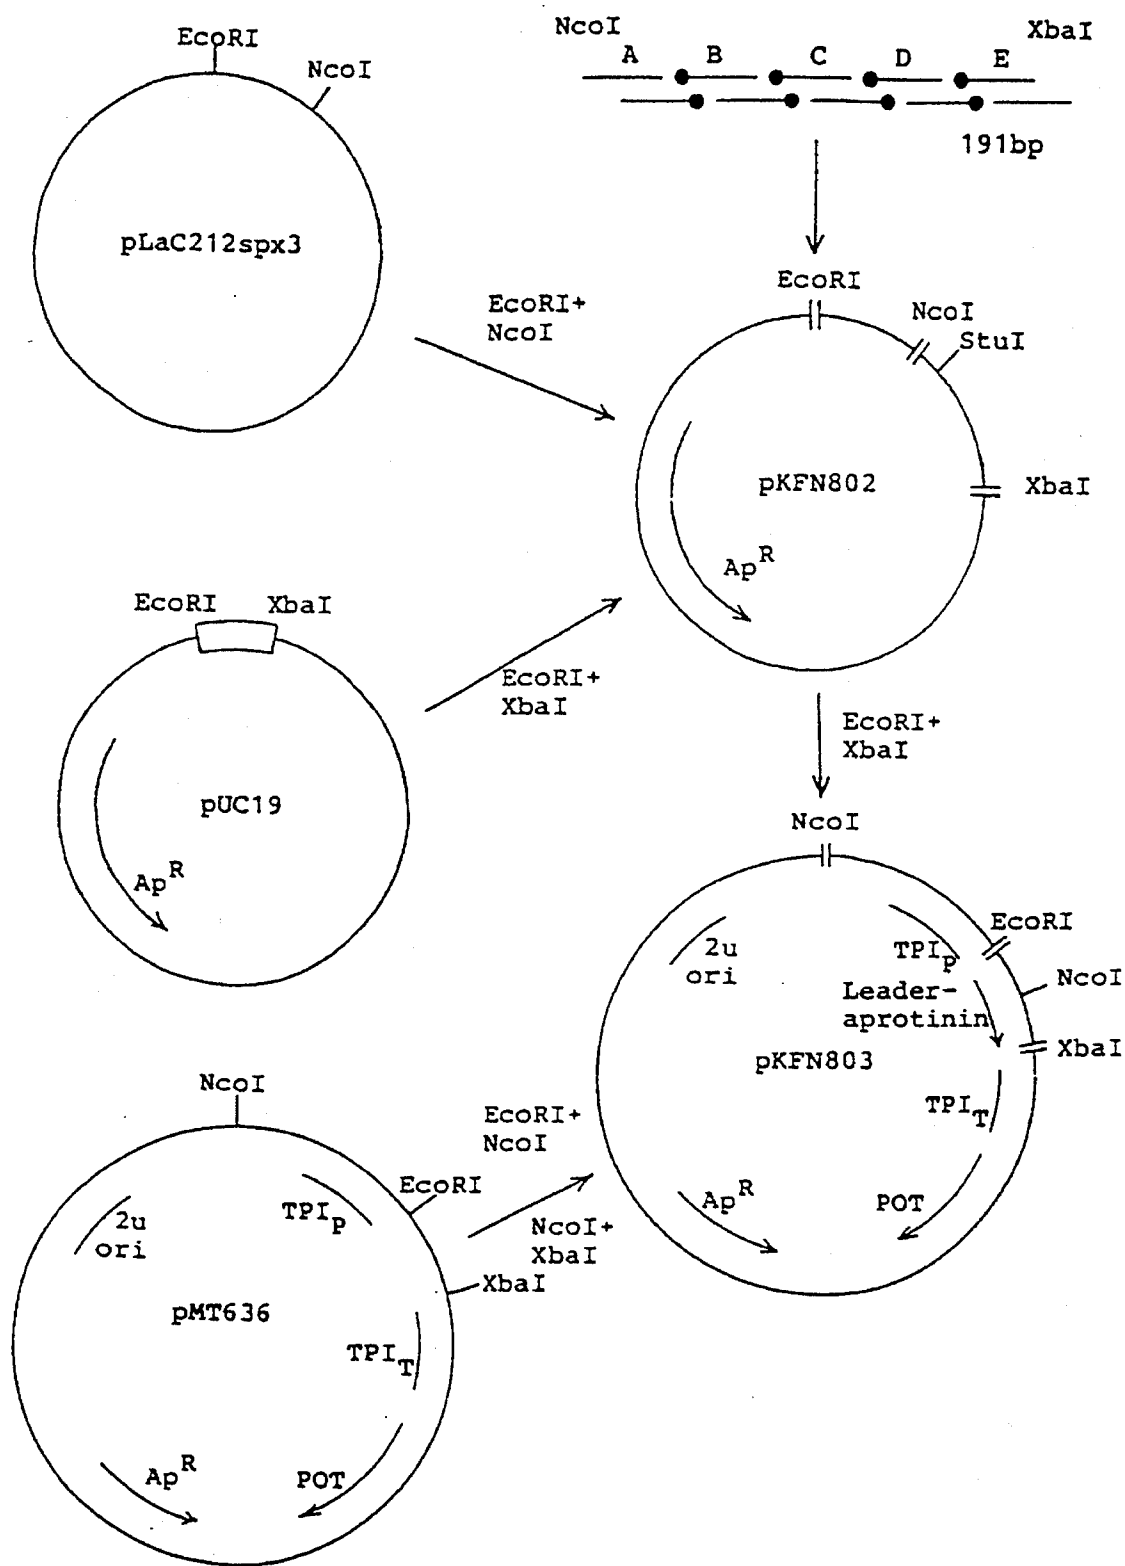 EcoRI
NcoI
pLaC212spx3
NcoI
XbaI
A B C D E
191bp
EcoRI+
NcoI
EcoRI
NcoI
StuI
XbaI
pKFN802
Ap^R
EcoRI XbaI
pUC19
Ap^R
EcoRI+
XbaI
EcoRI+
XbaI
NcoI
EcoRI
NcoI
XbaI
2u
ori
TPI_P
Leader-
aprotinin
pKFN803
TPI_T
POT
Ap^R
NcoI
EcoRI
XbaI
2u
ori
TPI_P
pMT636
TPI_T
POT
Ap^R
EcoRI+
NcoI
NcoI+
XbaI